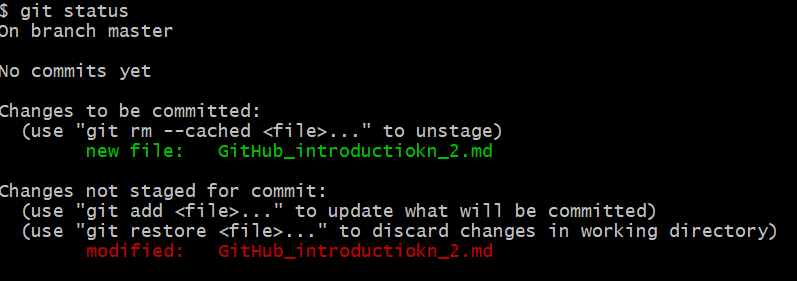 $ git status
On branch master
No commits yet
Changes to be committed:
(use "git rm --cached <file>..." to unstage)
new file: GitHub_introductiokn_2.md
Changes not staged for commit:
(use "git add <file>..." to update what will be committed)
(use "git restore <file>..." to discard changes in working directory)
modified: GitHub_introductiokn_2.md